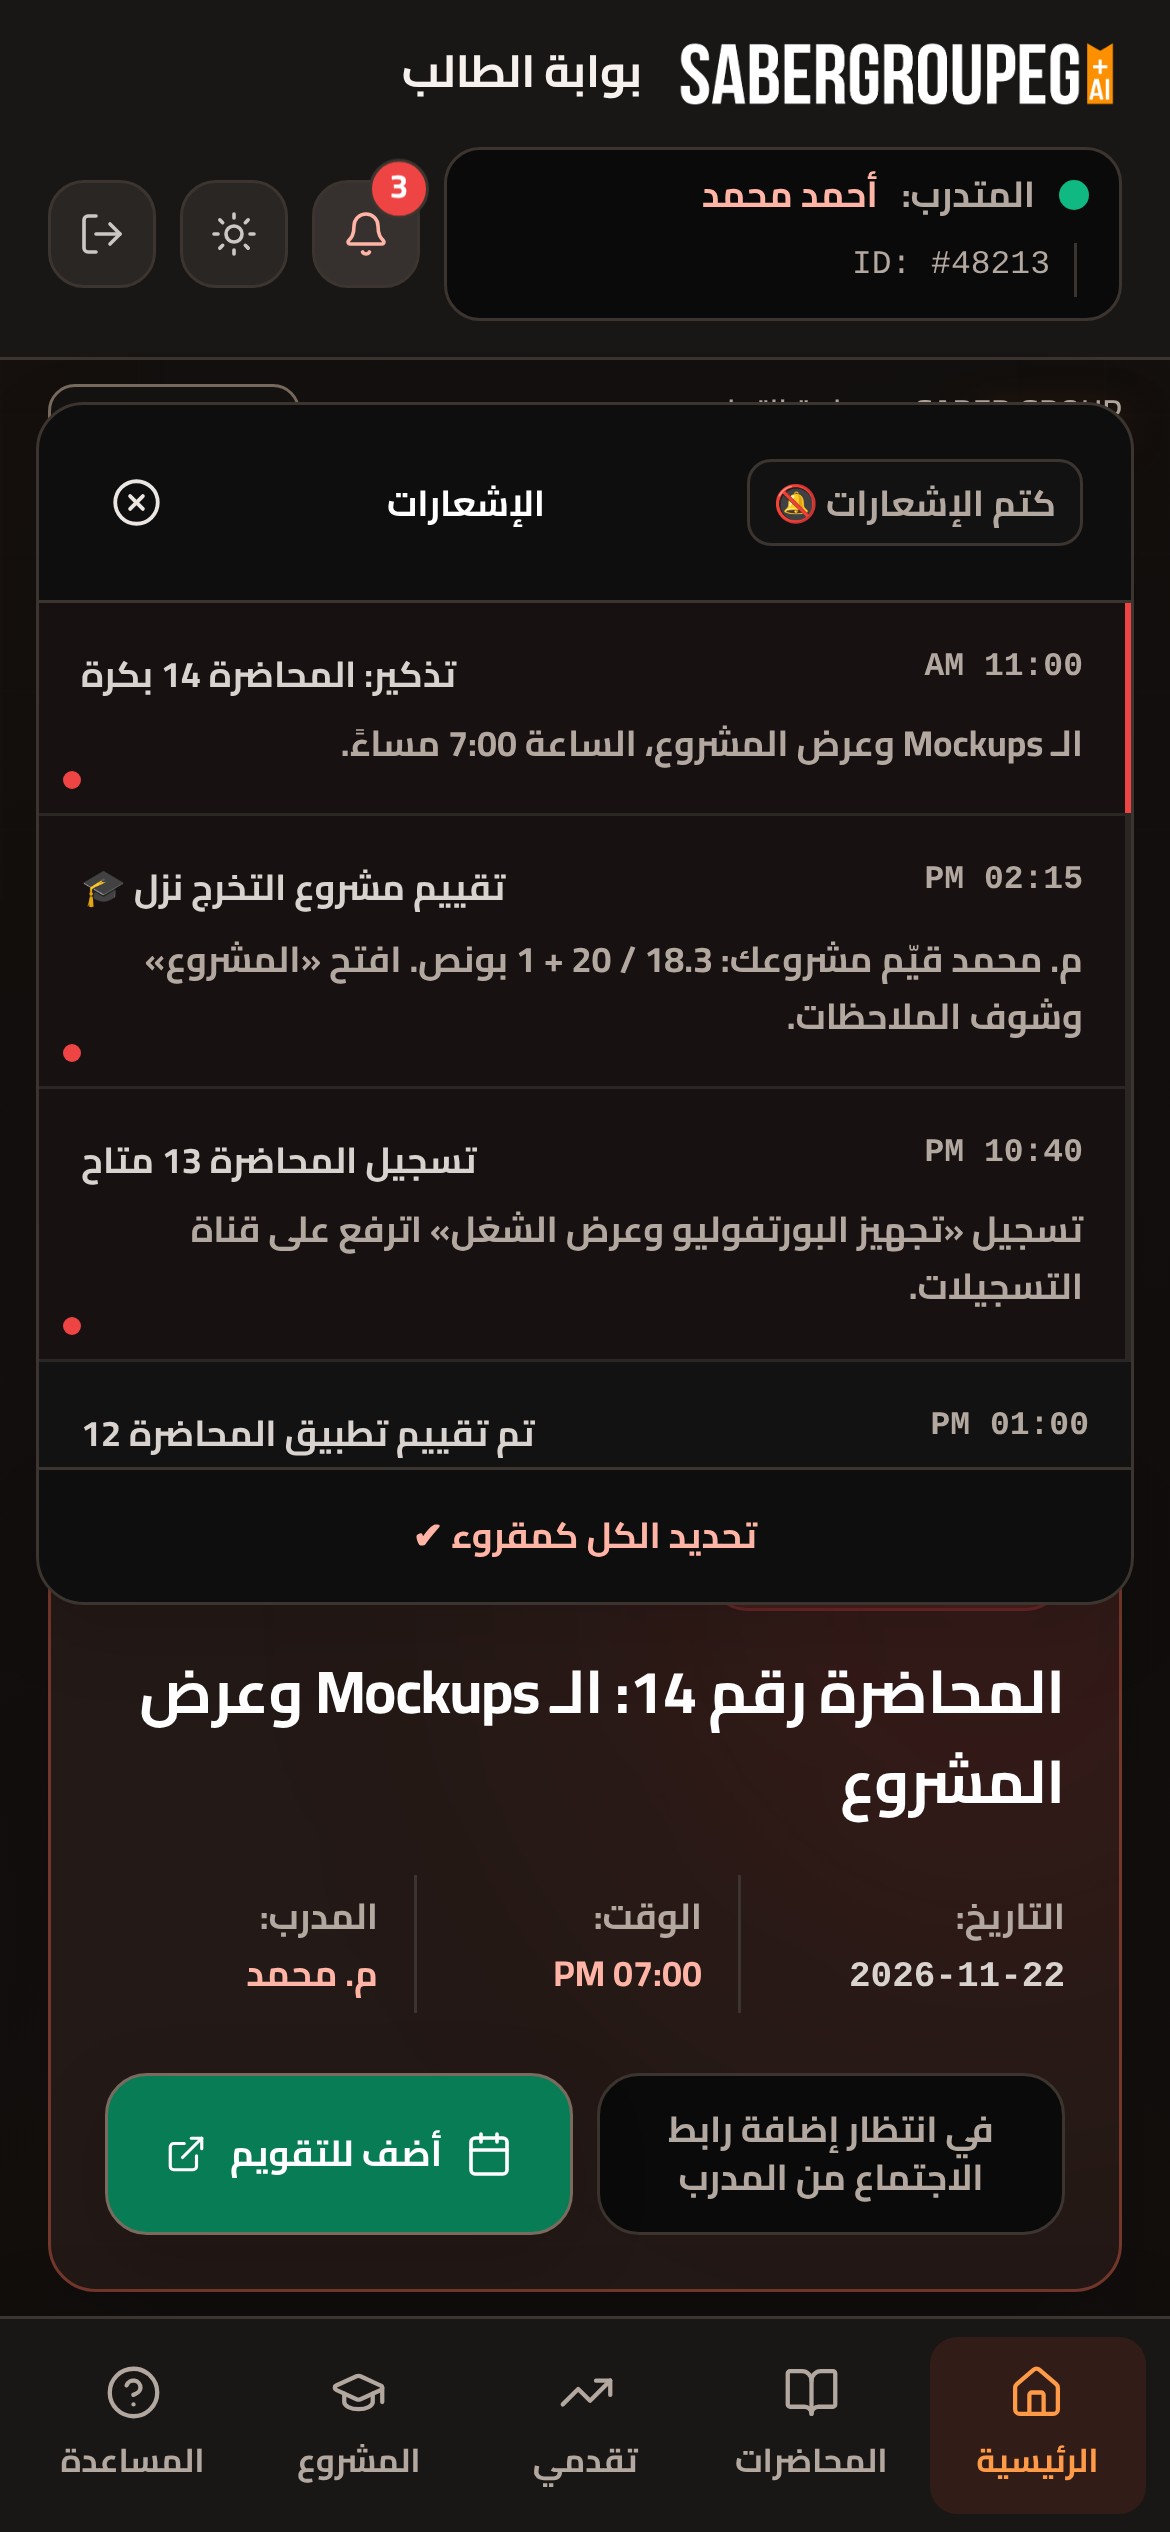 SABERGROUPEG + AI
بوابة الطالب
المتدرب: أحمد محمد
ID: #48213
3
كتم الإشعارات 🔕
الإشعارات
11:00 AM
تذكير: المحاضرة 14 بكرة
الـ Mockups وعرض المشروع، الساعة 7:00 مساءً.
02:15 PM
تقييم مشروع التخرج نزل 🎓
م. محمد قيّم مشروعك: 18.3 / 20 + 1 بونص. افتح «المشروع»
وشوف الملاحظات.
10:40 PM
تسجيل المحاضرة 13 متاح
تسجيل «تجهيز البورتفوليو وعرض الشغل» اترفع على قناة
التسجيلات.
01:00 PM
تم تقييم تطبيق المحاضرة 12
تحديد الكل كمقروء ✔
المحاضرة رقم 14: الـ Mockups وعرض
المشروع
التاريخ:
2026-11-22
الوقت:
07:00 PM
المدرب:
م. محمد
في انتظار إضافة رابط
الاجتماع من المدرب
أضف للتقويم
الرئيسية
المحاضرات
تقدمي
المشروع
المساعدة